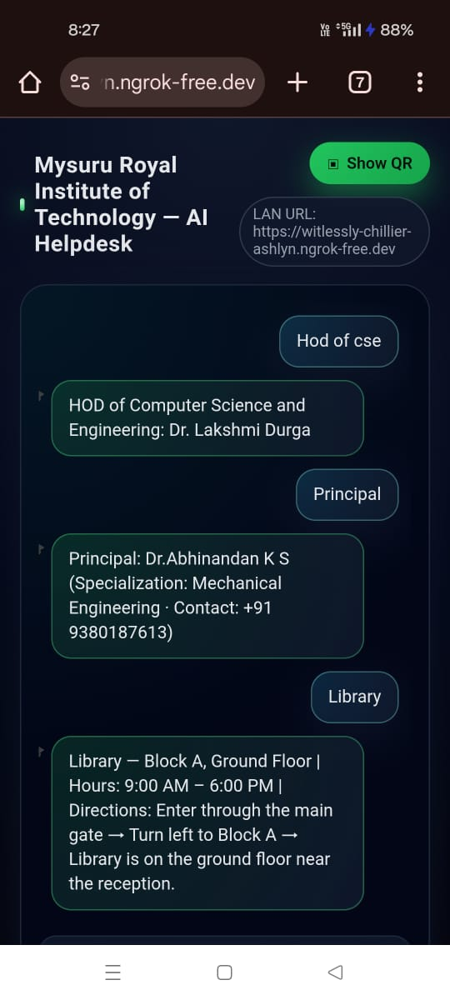 8:27
Vo LTE 5G 88%
n.ngrok-free.dev
7
Mysuru Royal
Institute of
Technology — AI
Helpdesk
Show QR
LAN URL:
https://witlessly-chillier-
ashlyn.ngrok-free.dev
Hod of cse
HOD of Computer Science and
Engineering: Dr. Lakshmi Durga
Principal
Principal: Dr.Abhinandan K S
(Specialization: Mechanical
Engineering · Contact: +91
9380187613)
Library
Library — Block A, Ground Floor |
Hours: 9:00 AM – 6:00 PM |
Directions: Enter through the main
gate → Turn left to Block A →
Library is on the ground floor near
the reception.